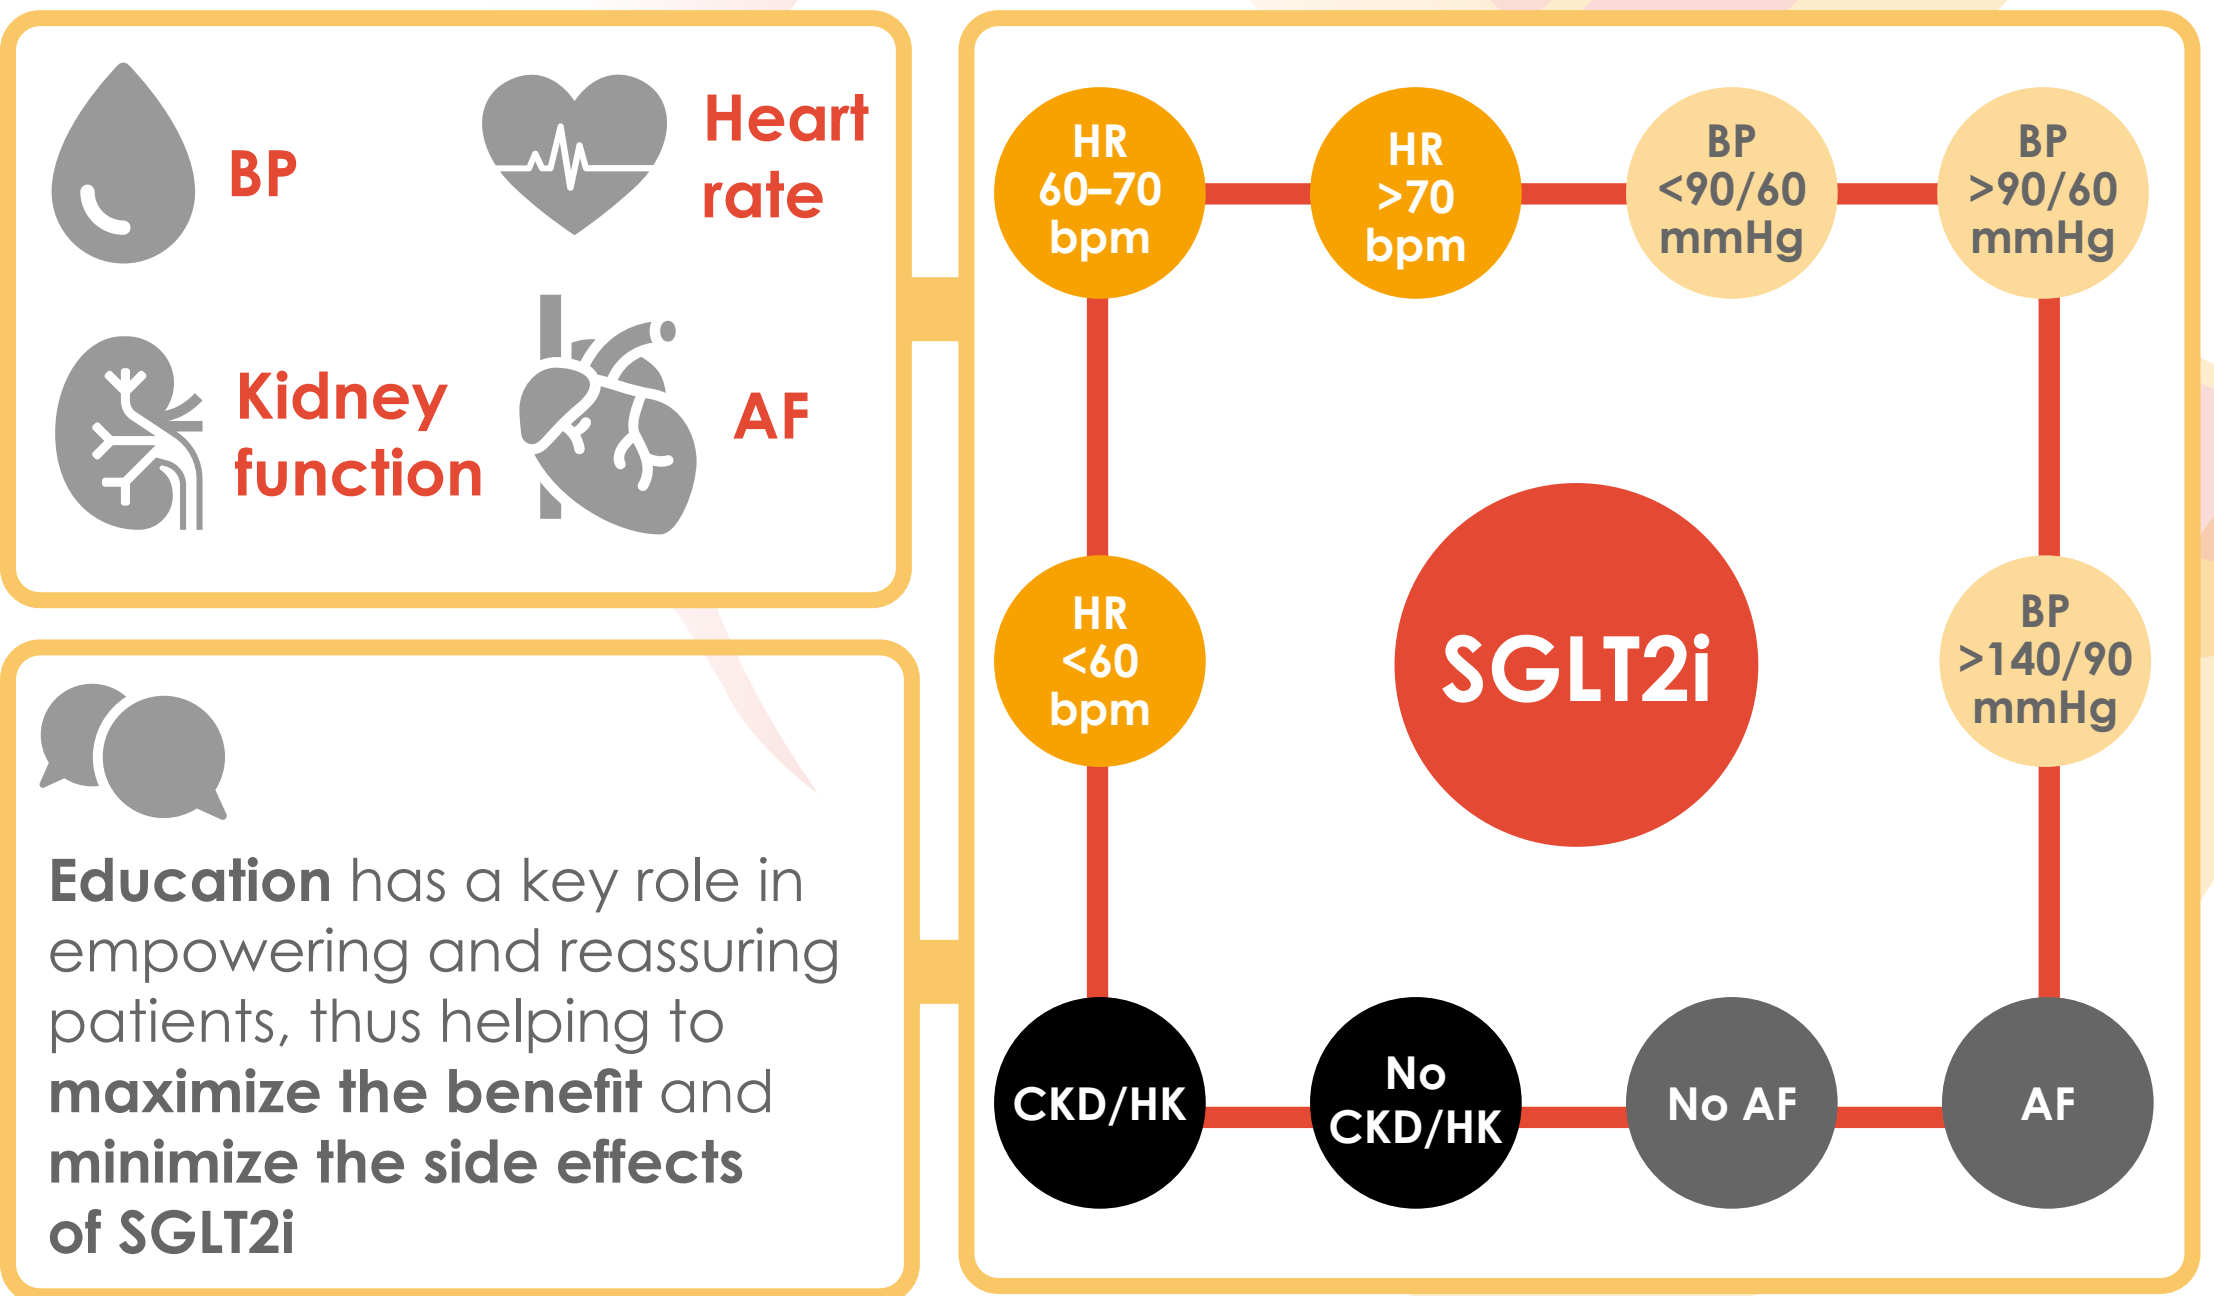 BP
Heart
rate
Kidney
function
AF
Education has a key role in
empowering and reassuring
patients, thus helping to
maximize the benefit and
minimize the side effects
of SGLT2i
HR
60–70
bpm
HR
>70
bpm
BP
<90/60
mmHg
BP
>90/60
mmHg
HR
<60
bpm
SGLT2i
BP
>140/90
mmHg
CKD/HK
No
CKD/HK
No AF
AF